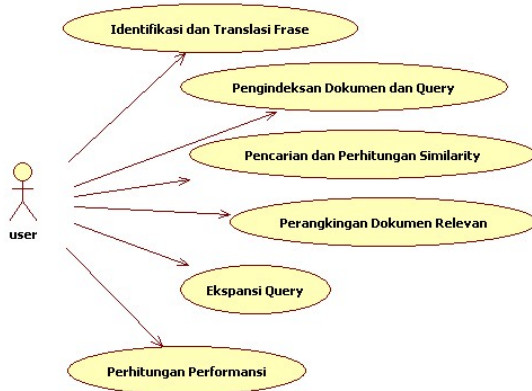 Identifikasi dan Translasi Frase
Pengindeksan Dokumen dan Query
Pencarian dan Perhitungan Similarity
user
Perangkingan Dokumen Relevan
Ekspansi Query
Perhitungan Performansi